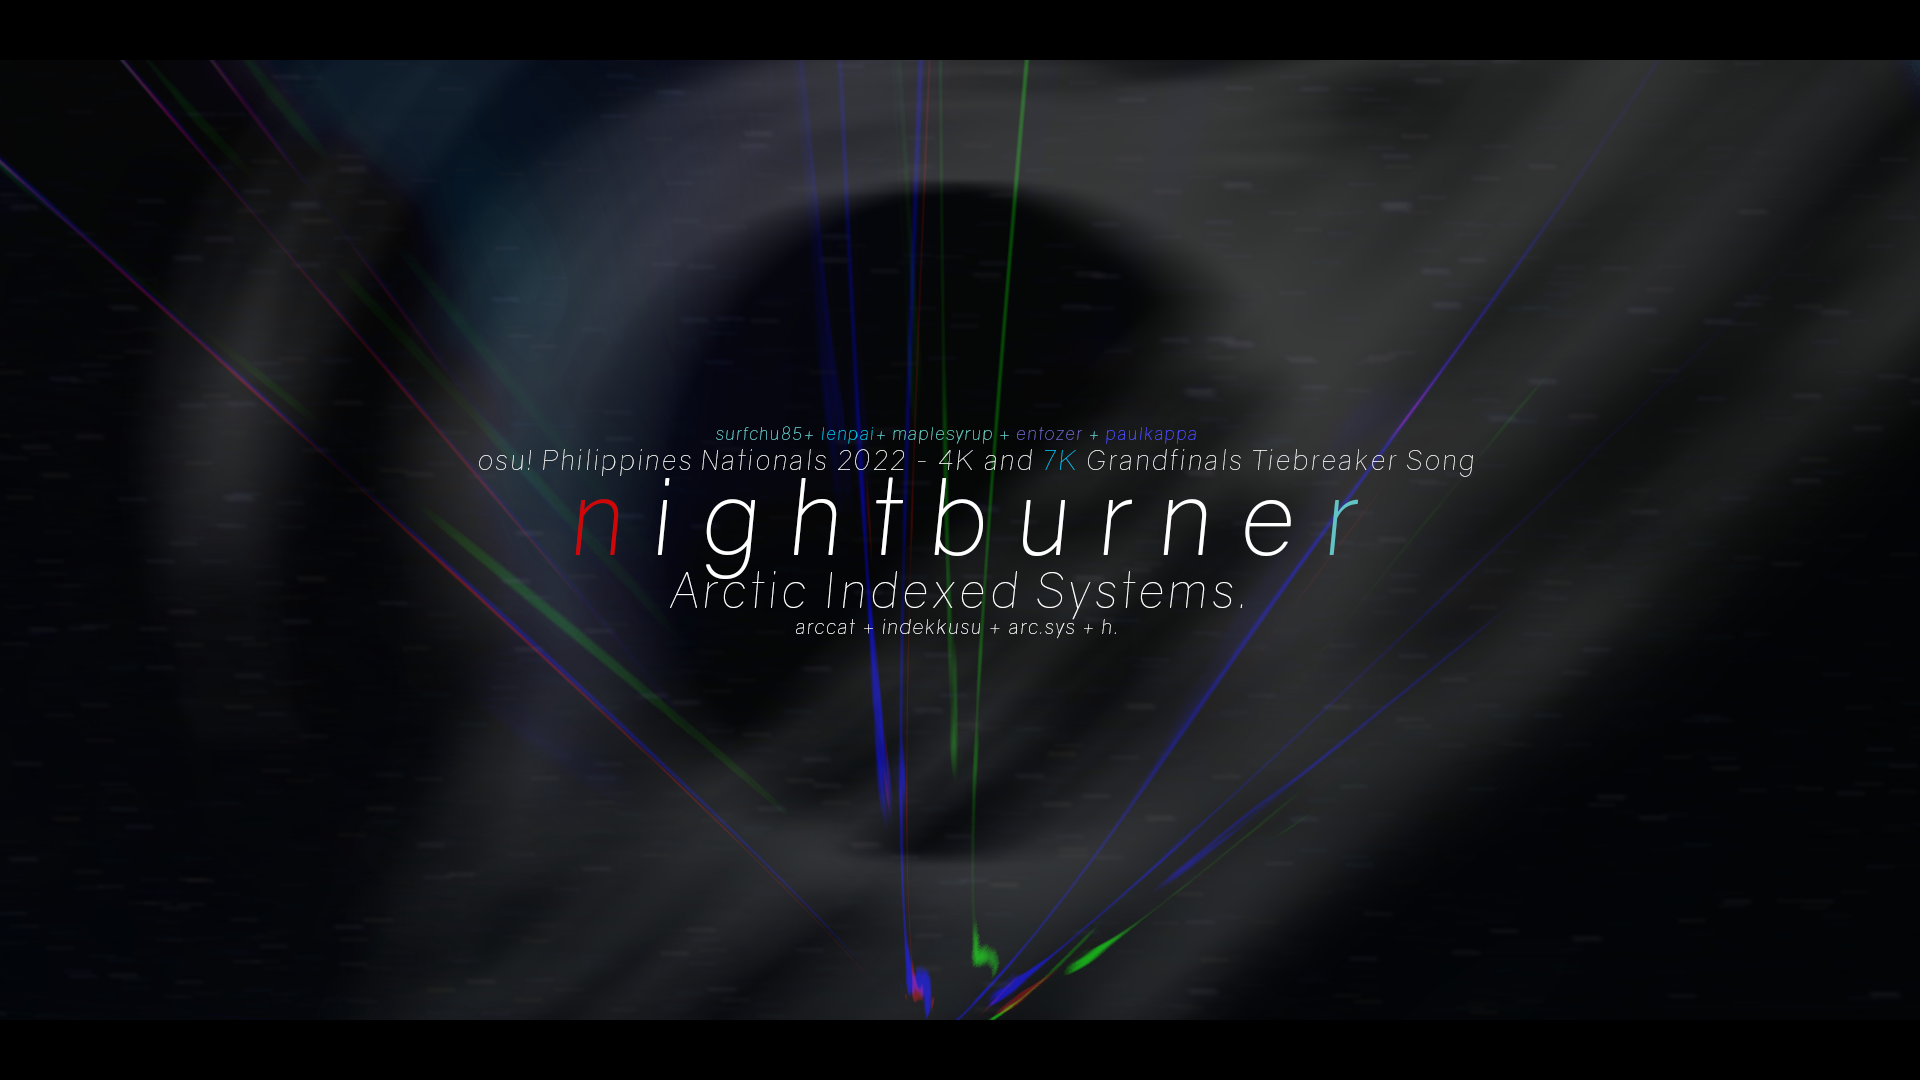 surfchu85+ lenpai+ maplesyrup + entozer + paulkappa
osu! Philippines Nationals 2022 - 4K and 7K Grandfinals Tiebreaker Song
nightburner
Arctic Indexed Systems.
arccat + indekkusu + arc.sys + h.